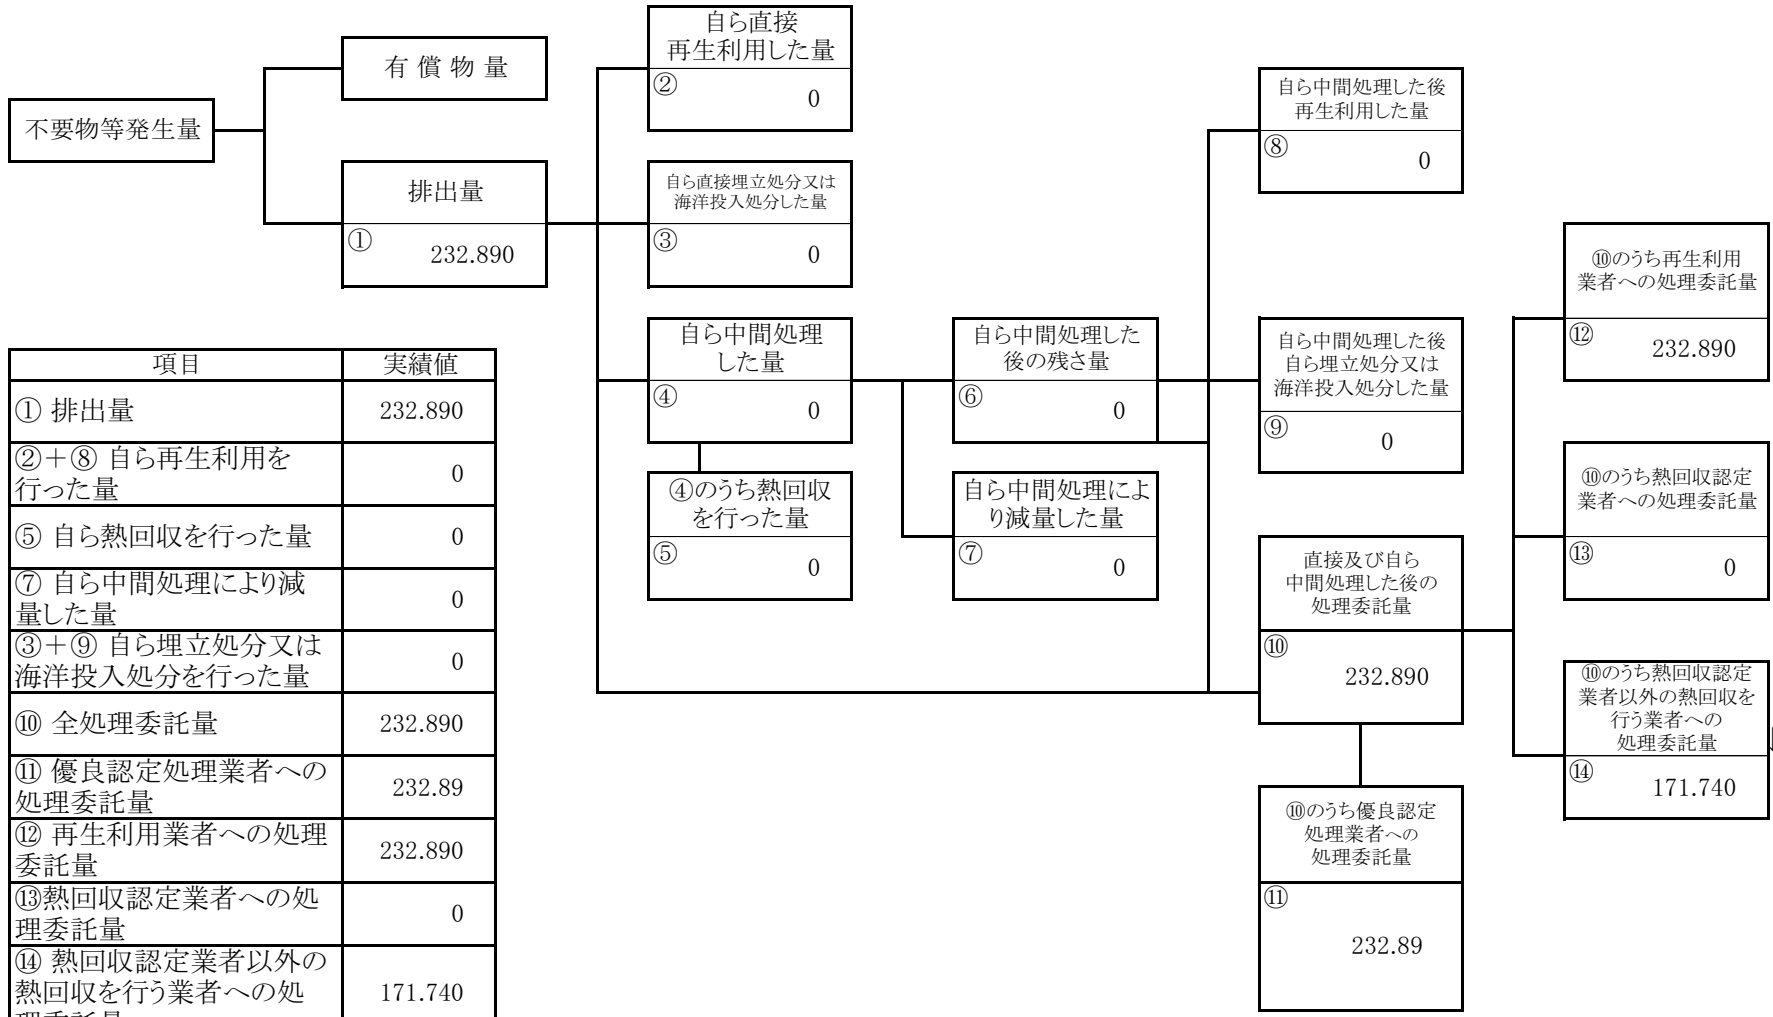 不要物等発生量
有 償 物 量
排出量
①
232.890
自ら直接
再生利用した量
②
0
自ら直接埋立処分又は
海洋投入処分した量
③
0
自ら中間処理
した量
④
0
④のうち熱回収
を行った量
⑤
0
自ら中間処理した
後の残さ量
⑥
0
自ら中間処理によ
り減量した量
⑦
0
自ら中間処理した後
再生利用した量
⑧
0
自ら中間処理した後
自ら埋立処分又は
海洋投入処分した量
⑨
0
直接及び自ら
中間処理した後の
処理委託量
⑩
232.890
⑩のうち優良認定
処理業者への
処理委託量
⑪
232.89
⑩のうち再生利用
業者への処理委託量
⑫
232.890
⑩のうち熱回収認定
業者への処理委託量
⑬
0
⑩のうち熱回収認定
業者以外の熱回収を
行う業者への
処理委託量
⑭
171.740
項目 実績値
① 排出量 232.890
②＋⑧ 自ら再生利用を
行った量 0
⑤ 自ら熱回収を行った量 0
⑦ 自ら中間処理により減
量した量 0
③＋⑨ 自ら埋立処分又は
海洋投入処分を行った量 0
⑩ 全処理委託量 232.890
⑪ 優良認定処理業者への
処理委託量 232.89
⑫ 再生利用業者への処理
委託量 232.890
⑬熱回収認定業者への処
理委託量 0
⑭ 熱回収認定業者以外の
熱回収を行う業者への処 171.740